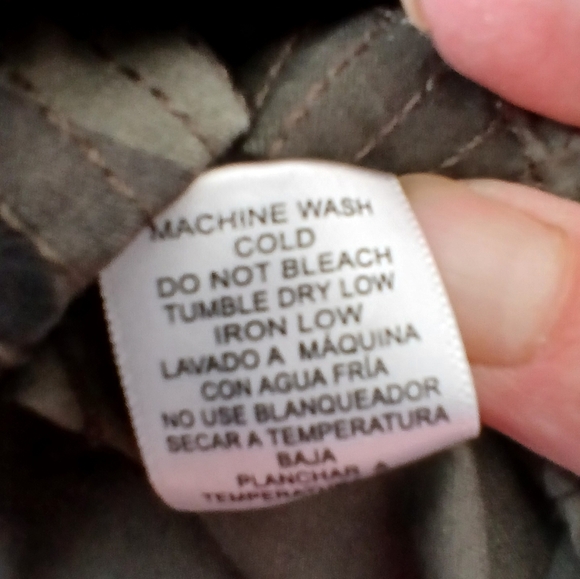 MACHINE WASH
COLD
DO NOT BLEACH
TUMBLE DRY LOW
IRON LOW
LAVADO A MÁQUINA
CON AGUA FRÍA
NO USE BLANQUEADOR
SECAR A TEMPERATURA
BAJA
PLANCHAR A